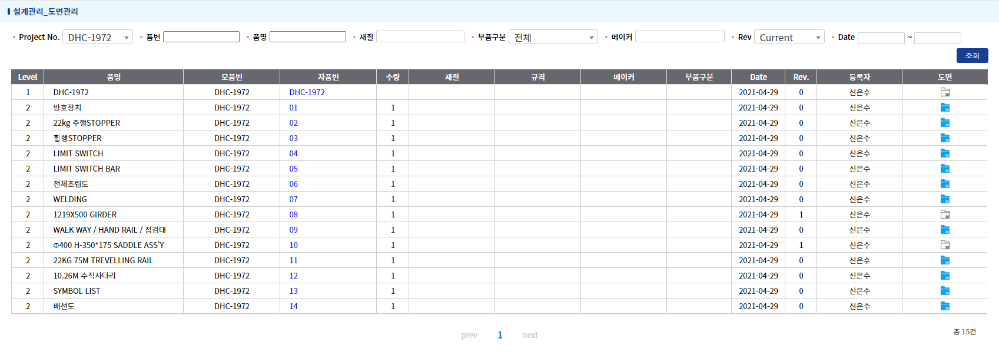 설계관리_도면관리
Project No. DHC-1972 품번 품명 재질 부품구분 전체 메이커 Rev Current Date ~
조회
Level 품명 모품번 자품번 수량 재질 규격 메이커 부품구분 Date Rev. 등록자 도면
1 DHC-1972 DHC-1972 DHC-1972 2021-04-29 0 신은수
2 방호장치 DHC-1972 01 1 2021-04-29 0 신은수
2 22kg 주행STOPPER DHC-1972 02 1 2021-04-29 0 신은수
2 횡행STOPPER DHC-1972 03 1 2021-04-29 0 신은수
2 LIMIT SWITCH DHC-1972 04 1 2021-04-29 0 신은수
2 LIMIT SWITCH BAR DHC-1972 05 1 2021-04-29 0 신은수
2 전체조립도 DHC-1972 06 1 2021-04-29 0 신은수
2 WELDING DHC-1972 07 1 2021-04-29 0 신은수
2 1219X500 GIRDER DHC-1972 08 1 2021-04-29 1 신은수
2 WALK WAY / HAND RAIL / 점검대 DHC-1972 09 1 2021-04-29 0 신은수
2 Φ400 H-350*175 SADDLE ASS'Y DHC-1972 10 1 2021-04-29 1 신은수
2 22KG 75M TREVELLING RAIL DHC-1972 11 1 2021-04-29 0 신은수
2 10.26M 수직사다리 DHC-1972 12 1 2021-04-29 0 신은수
2 SYMBOL LIST DHC-1972 13 1 2021-04-29 0 신은수
2 배선도 DHC-1972 14 1 2021-04-29 0 신은수
prev 1 next 총 15건